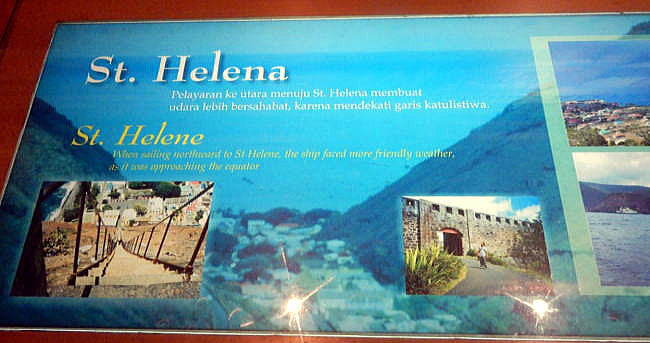 St. Helena
Pelayaran ke utara menuju St. Helena membuat
udara lebih bersahabat, karena mendekati garis katulistiwa.
St. Helene
When sailing northward to St Helene, the ship faced more friendly weather,
as it was approaching the equator